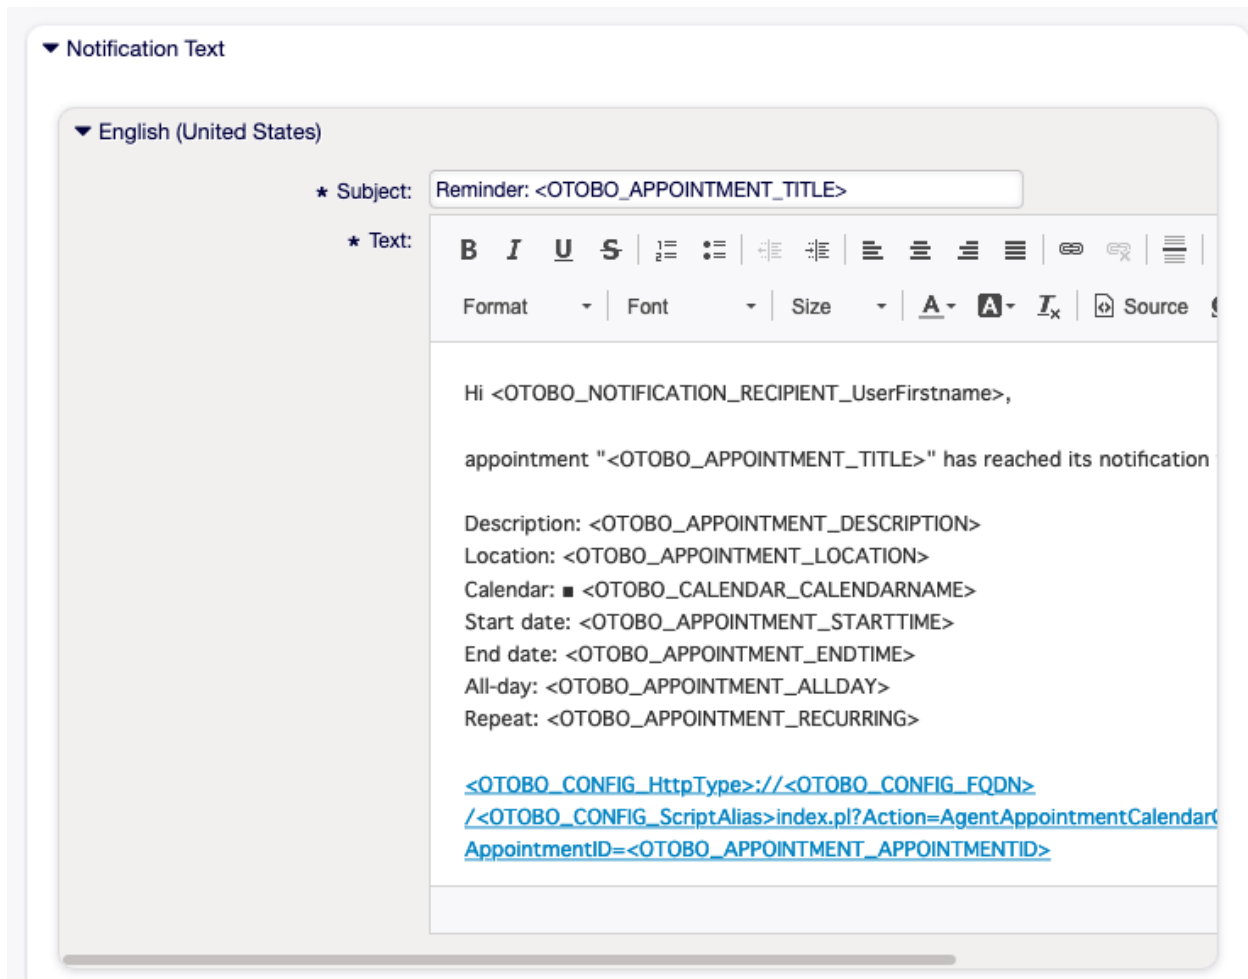 Notification Text
English (United States)
★ Subject: Reminder: <OTOBO_APPOINTMENT_TITLE>
★ Text:
B I U S
Format Font Size A A Ix Source
Hi <OTOBO_NOTIFICATION_RECIPIENT_UserFirstname>,
appointment "<OTOBO_APPOINTMENT_TITLE>" has reached its notification
Description: <OTOBO_APPOINTMENT_DESCRIPTION>
Location: <OTOBO_APPOINTMENT_LOCATION>
Calendar: ■ <OTOBO_CALENDAR_CALENDARNAME>
Start date: <OTOBO_APPOINTMENT_STARTTIME>
End date: <OTOBO_APPOINTMENT_ENDTIME>
All-day: <OTOBO_APPOINTMENT_ALLDAY>
Repeat: <OTOBO_APPOINTMENT_RECURRING>
<OTOBO_CONFIG_HttpType>://<OTOBO_CONFIG_FQDN>
/<OTOBO_CONFIG_ScriptAlias>index.pl?Action=AgentAppointmentCalendar
AppointmentID=<OTOBO_APPOINTMENT_APPOINTMENTID>